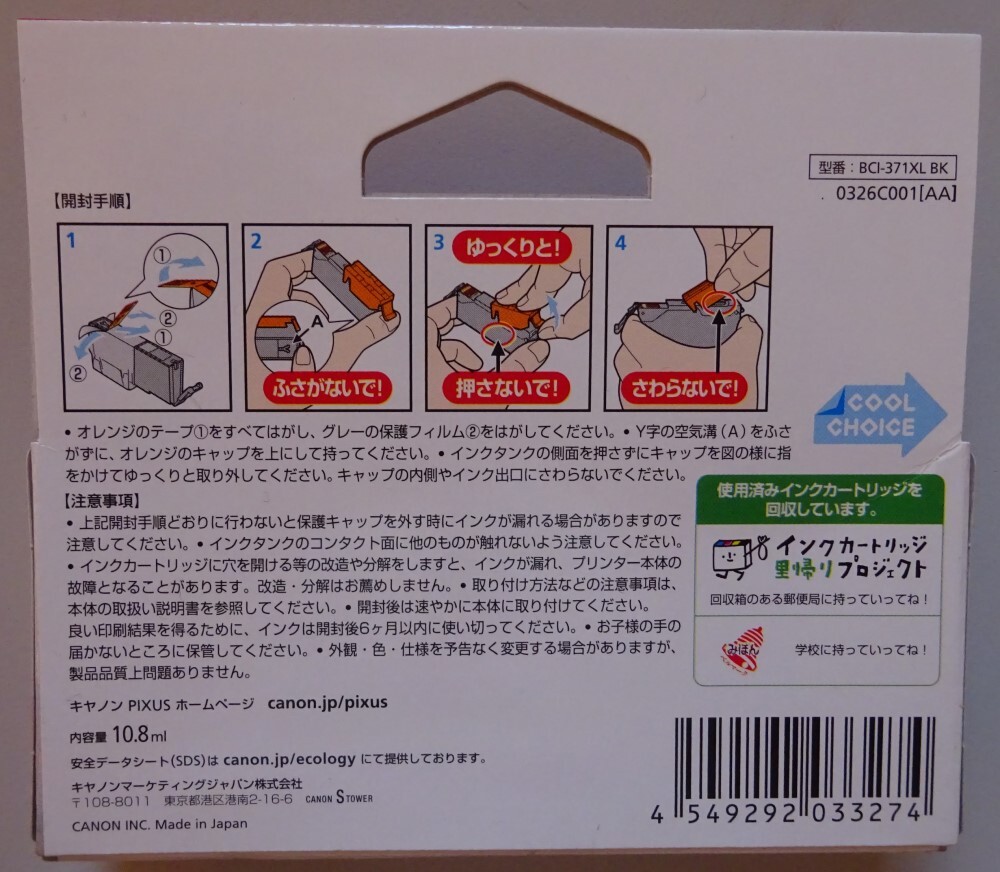 型番：BCI-371XL BK
0326C001[AA]
【開封手順】
1
①
②
①
②
2
A
ふさがないで！
3
ゆっくりと！
押さないで！
4
さわらないで！
COOL
CHOICE
・オレンジのテープ①をすべてはがし、グレーの保護フィルム②をはがしてください。・Y字の空気溝（A）をふさ
がずに、オレンジのキャップを上にして持ってください。・インクタンクの側面を押さずにキャップを図の様に指
をかけてゆっくりと取り外してください。キャップの内側やインク出口にさわらないでください。
【注意事項】
・上記開封手順どおりに行わないと保護キャップを外す時にインクが漏れる場合がありますので
注意してください。・インクタンクのコンタクト面に他のものが触れないよう注意してください。
・インクカートリッジに穴を開ける等の改造や分解をしますと、インクが漏れ、プリンター本体の
故障となることがあります。改造・分解はお薦めしません。・取り付け方法などの注意事項は、
本体の取扱い説明書を参照してください。・開封後は速やかに本体に取り付けてください。
良い印刷結果を得るために、インクは開封後6ヶ月以内に使い切ってください。・お子様の手の
届かないところに保管してください。・外観・色・仕様を予告なく変更する場合がありますが、
製品品質上問題ありません。
使用済みインクカートリッジを
回収しています。
インクカートリッジ
里帰りプロジェクト
回収箱のある郵便局に持っていってね！
みほん
ベルマーク
学校に持っていってね！
キヤノン PIXUS ホームページ canon.jp/pixus
内容量 10.8ml
安全データシート(SDS)は canon.jp/ecology にて提供しております。
キヤノンマーケティングジャパン株式会社
〒108-8011 東京都港区港南2-16-6 CANON S TOWER
CANON INC. Made in Japan
4 549292 033274